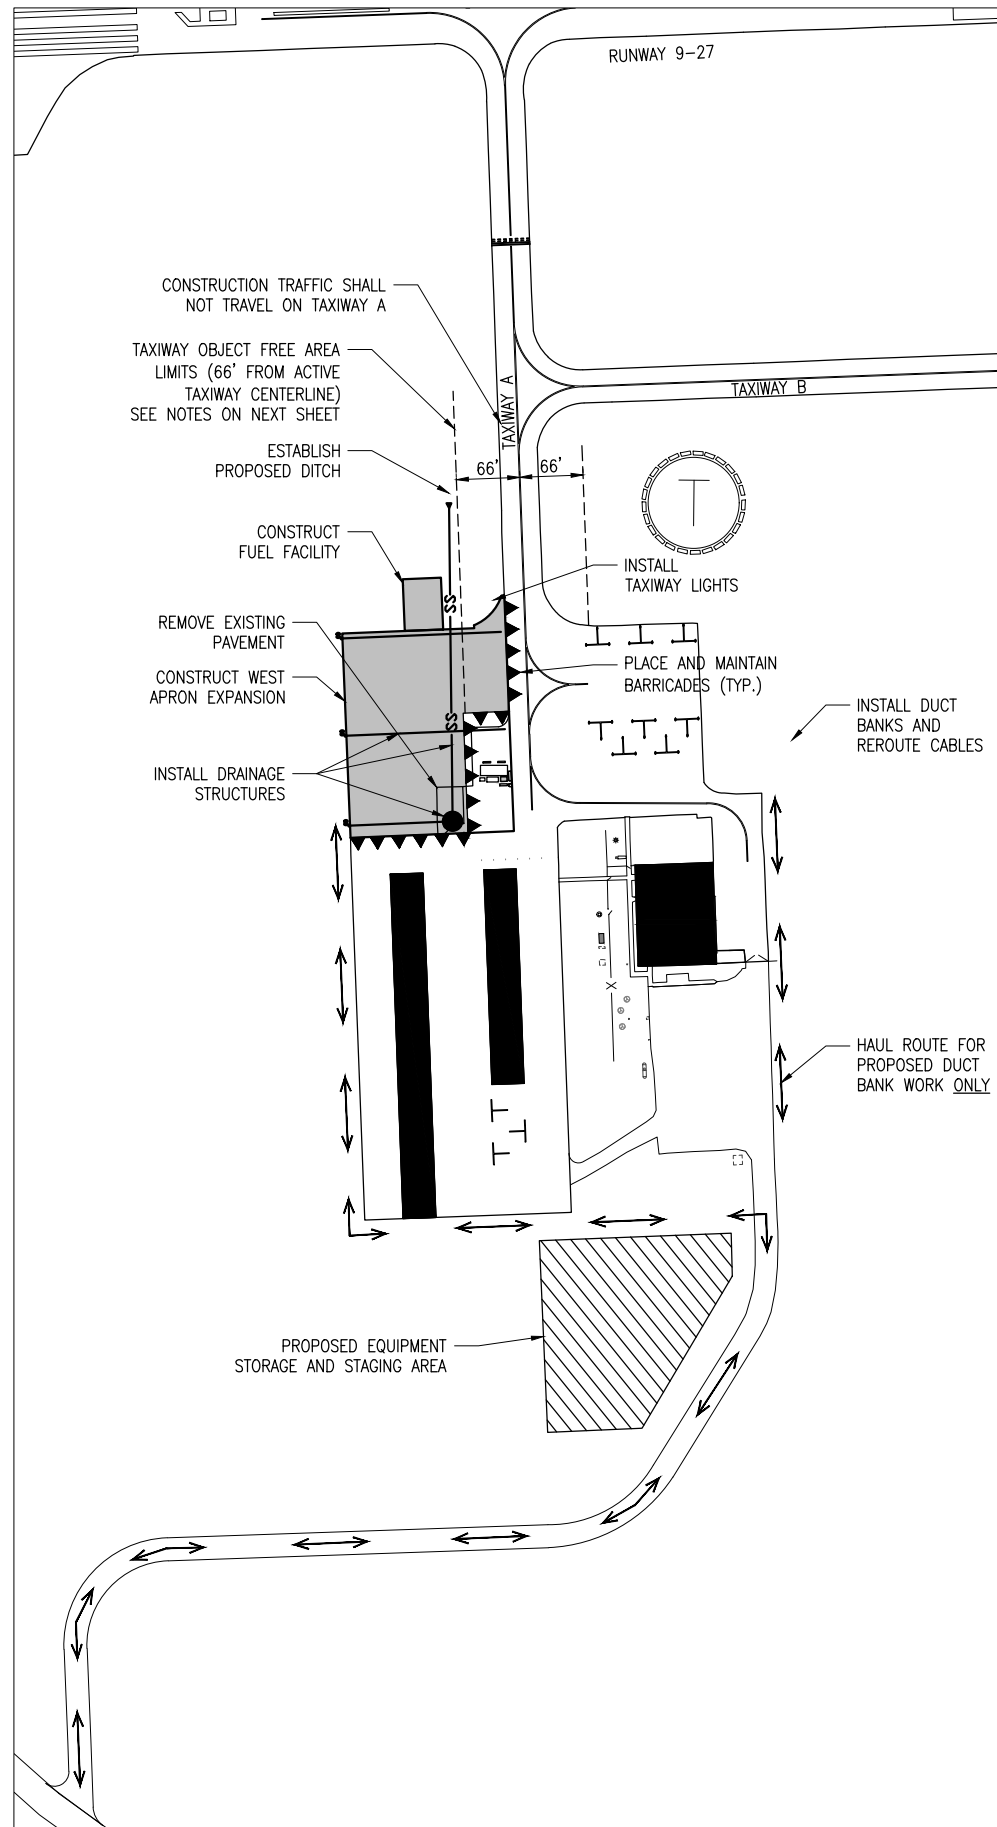 RUNWAY 9-27
CONSTRUCTION TRAFFIC SHALL
NOT TRAVEL ON TAXIWAY A
TAXIWAY OBJECT FREE AREA
LIMITS (66' FROM ACTIVE
TAXIWAY CENTERLINE)
SEE NOTES ON NEXT SHEET
TAXIWAY A
TAXIWAY B
ESTABLISH
PROPOSED DITCH
66'
66'
CONSTRUCT
FUEL FACILITY
INSTALL
TAXIWAY LIGHTS
SS
REMOVE EXISTING
PAVEMENT
PLACE AND MAINTAIN
BARRICADES (TYP.)
CONSTRUCT WEST
APRON EXPANSION
INSTALL DUCT
BANKS AND
REROUTE CABLES
SS
INSTALL DRAINAGE
STRUCTURES
X
HAUL ROUTE FOR
PROPOSED DUCT
BANK WORK ONLY
PROPOSED EQUIPMENT
STORAGE AND STAGING AREA